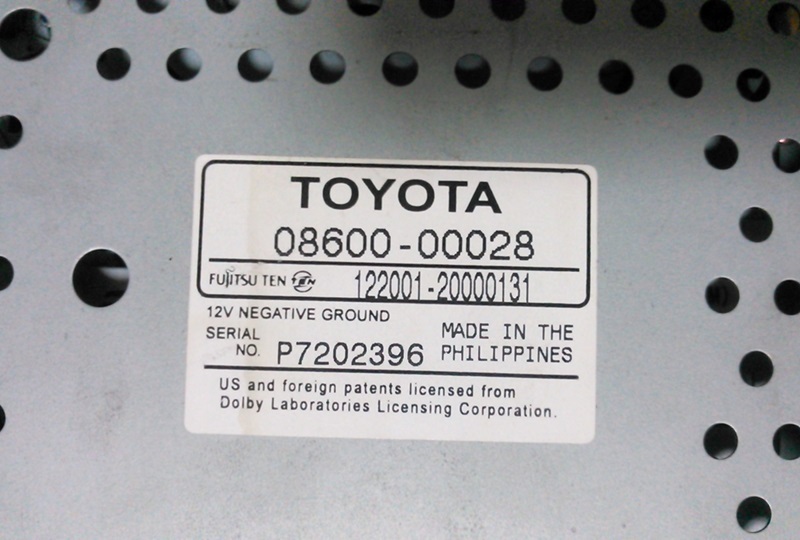 TOYOTA
08600-00028
FUJITSU TEN TEN 122001-20000131
12V NEGATIVE GROUND
SERIAL NO. P7202396
MADE IN THE PHILIPPINES
US and foreign patents licensed from
Dolby Laboratories Licensing Corporation.